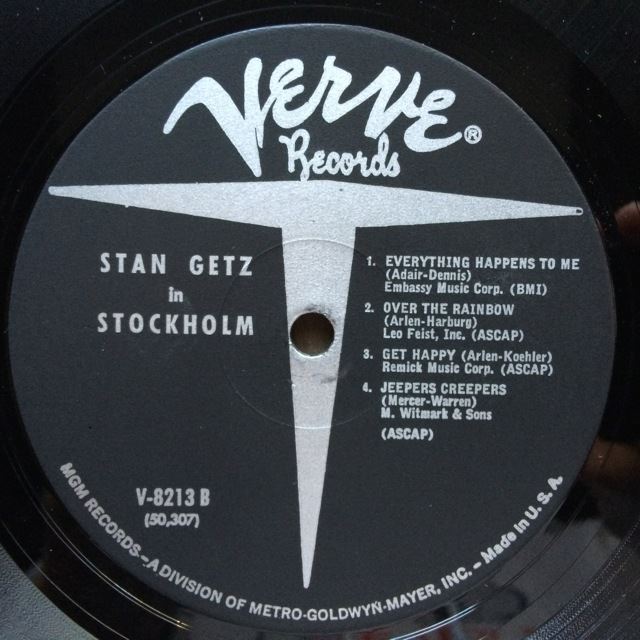 Verve®
Records
STAN GETZ
in
STOCKHOLM
1. EVERYTHING HAPPENS TO ME
(Adair-Dennis)
Embassy Music Corp. (BMI)
2. OVER THE RAINBOW
(Arlen-Harburg)
Leo Feist, Inc. (ASCAP)
3. GET HAPPY (Arlen-Koehler)
Remick Music Corp. (ASCAP)
4. JEEPERS CREEPERS
(Mercer-Warren)
M. Witmark & Sons
(ASCAP)
V-8213 B
(50,307)
MGM RECORDS—A DIVISION OF METRO-GOLDWYN-MAYER, INC. – Made in U. S. A.